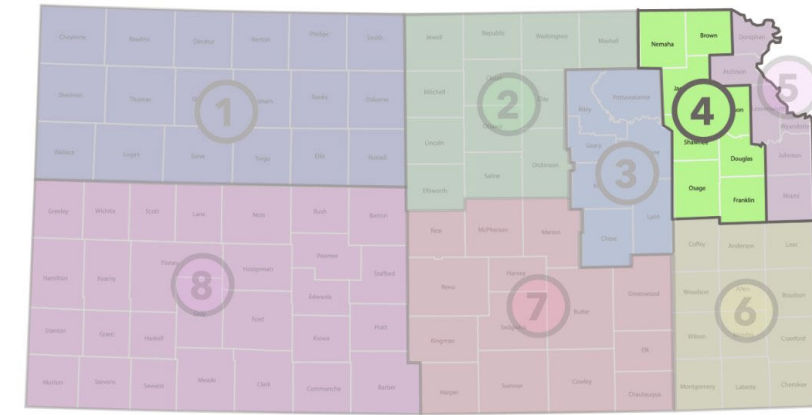 Cheyenne Rawlins Decatur Norton Phillips Smith
Jewell Republic Washington Marshall
Nemaha Brown Doniphan
Sherman Thomas Rooks Osborne
1
Mitchell Cloud Clay
2
Riley Pottawatomie
Atchison
4
5
Wallace Logan Gove Trego Ellis Russell
Lincoln Ottawa
Geary
3
Shawnee Douglas Johnson
Ellsworth Saline Dickinson
Osage Franklin Miami
Greeley Wichita Scott Lane Ness Rush Barton
Rice McPherson Marion
Chase Lyon
Coffey Anderson Linn
Hamilton Kearny Finney Hodgeman Pawnee Stafford
8
Edwards
Reno Harvey
7
Butler Greenwood
Woodson Allen Bourbon
6
Stanton Grant Haskell Gray Ford Kiowa Pratt
Kingman Sedgwick Elk
Wilson Crawford
Morton Stevens Seward Meade Clark Comanche Barber
Harper Sumner Cowley Chautauqua
Montgomery Labette Cherokee